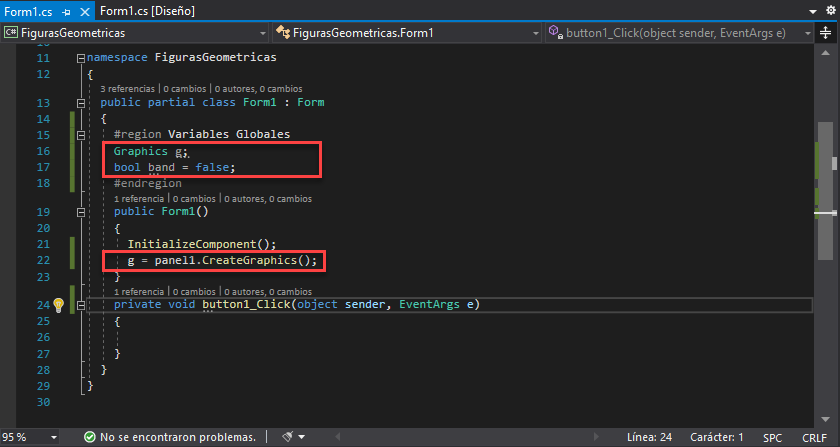 Form1.cs Form1.cs [Diseño]
C# FigurasGeometricas FigurasGeometricas.Form1 button1_Click(object sender, EventArgs e)
11 namespace FigurasGeometricas
12 {
3 referencias | 0 cambios | 0 autores, 0 cambios
13 public partial class Form1 : Form
14 {
15 #region Variables Globales
16 Graphics g;
17 bool band = false;
18 #endregion
1 referencia | 0 cambios | 0 autores, 0 cambios
19 public Form1()
20 {
21 InitializeComponent();
22 g = panel1.CreateGraphics();
23 }
1 referencia | 0 cambios | 0 autores, 0 cambios
24 private void button1_Click(object sender, EventArgs e)
25 {
26
27 }
28 }
29 }
30
95 % No se encontraron problemas. Línea: 24 Carácter: 1 SPC CRLF